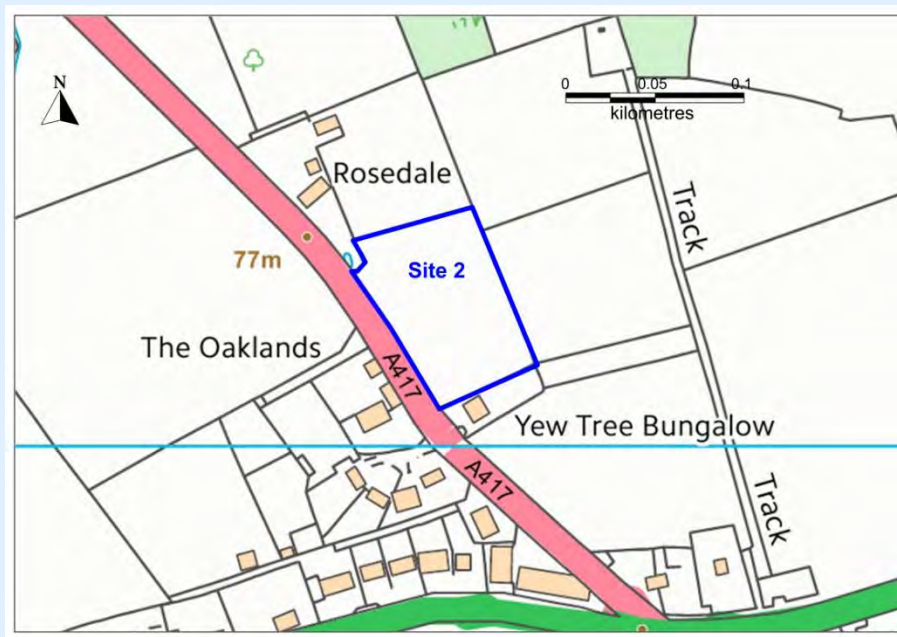 N
0 0.05 0.1
kilometres
Rosedale
Track
77m
Site 2
The Oaklands
A417
Yew Tree Bungalow
A417
Track